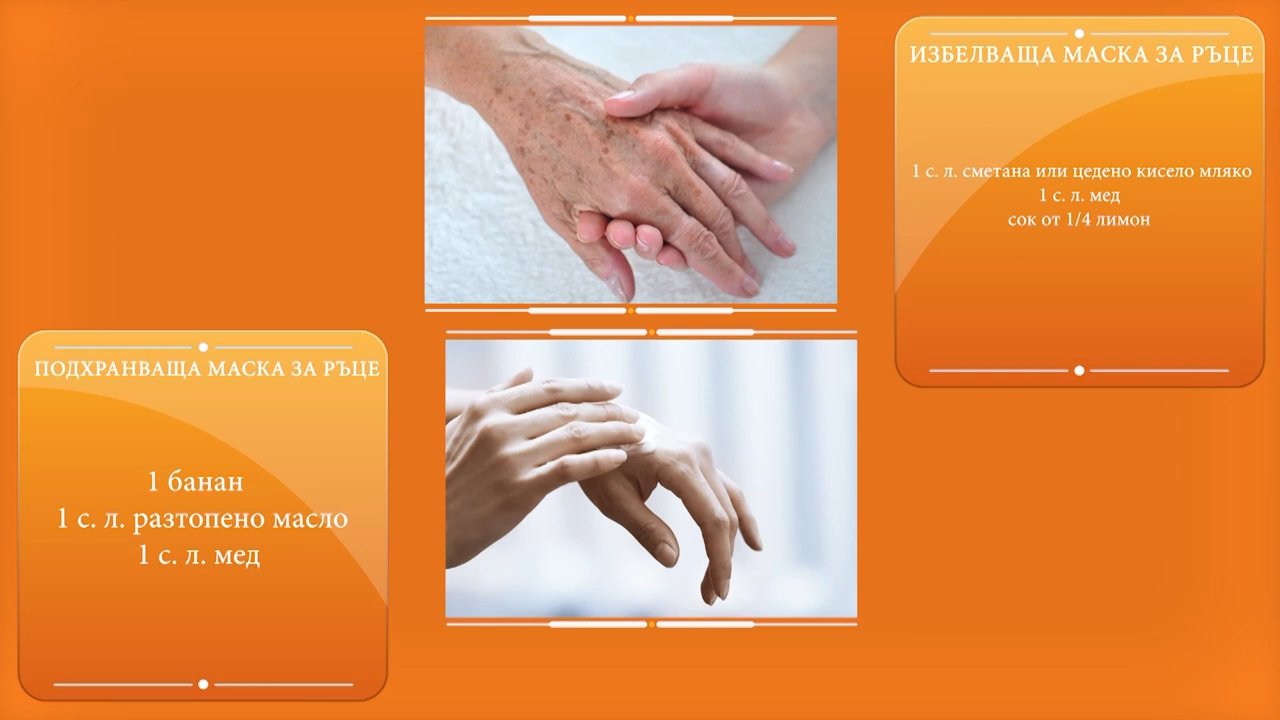 ИЗБЕЛВАЩА МАСКА ЗА РЪЦЕ
1 с. л. сметана или цедено кисело мляко
1 с. л. мед
сок от 1/4 лимон
ПОДХРАНВАЩА МАСКА ЗА РЪЦЕ
1 банан
1 с. л. разтопено масло
1 с. л. мед